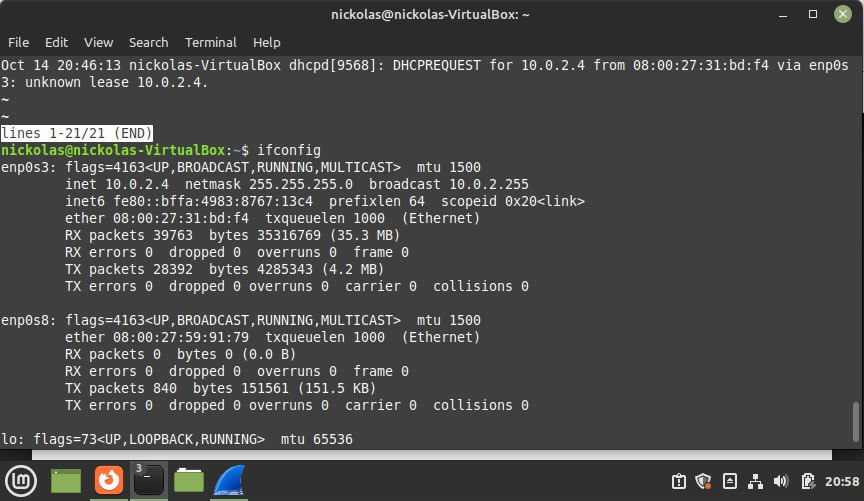 nickolas@nickolas-VirtualBox: ~
File Edit View Search Terminal Help
Oct 14 20:46:13 nickolas-VirtualBox dhcpd[9568]: DHCPREQUEST for 10.0.2.4 from 08:00:27:31:bd:f4 via enp0s
3: unknown lease 10.0.2.4.
~
~
lines 1-21/21 (END)
nickolas@nickolas-VirtualBox:~$ ifconfig
enp0s3: flags=4163<UP,BROADCAST,RUNNING,MULTICAST>  mtu 1500
        inet 10.0.2.4  netmask 255.255.255.0  broadcast 10.0.2.255
        inet6 fe80::bffa:4983:8767:13c4  prefixlen 64  scopeid 0x20<link>
        ether 08:00:27:31:bd:f4  txqueuelen 1000  (Ethernet)
        RX packets 39763  bytes 35316769 (35.3 MB)
        RX errors 0  dropped 0  overruns 0  frame 0
        TX packets 28392  bytes 4285343 (4.2 MB)
        TX errors 0  dropped 0 overruns 0  carrier 0  collisions 0
enp0s8: flags=4163<UP,BROADCAST,RUNNING,MULTICAST>  mtu 1500
        ether 08:00:27:59:91:79  txqueuelen 1000  (Ethernet)
        RX packets 0  bytes 0 (0.0 B)
        RX errors 0  dropped 0  overruns 0  frame 0
        TX packets 840  bytes 151561 (151.5 KB)
        TX errors 0  dropped 0 overruns 0  carrier 0  collisions 0
lo: flags=73<UP,LOOPBACK,RUNNING>  mtu 65536
3
20:58